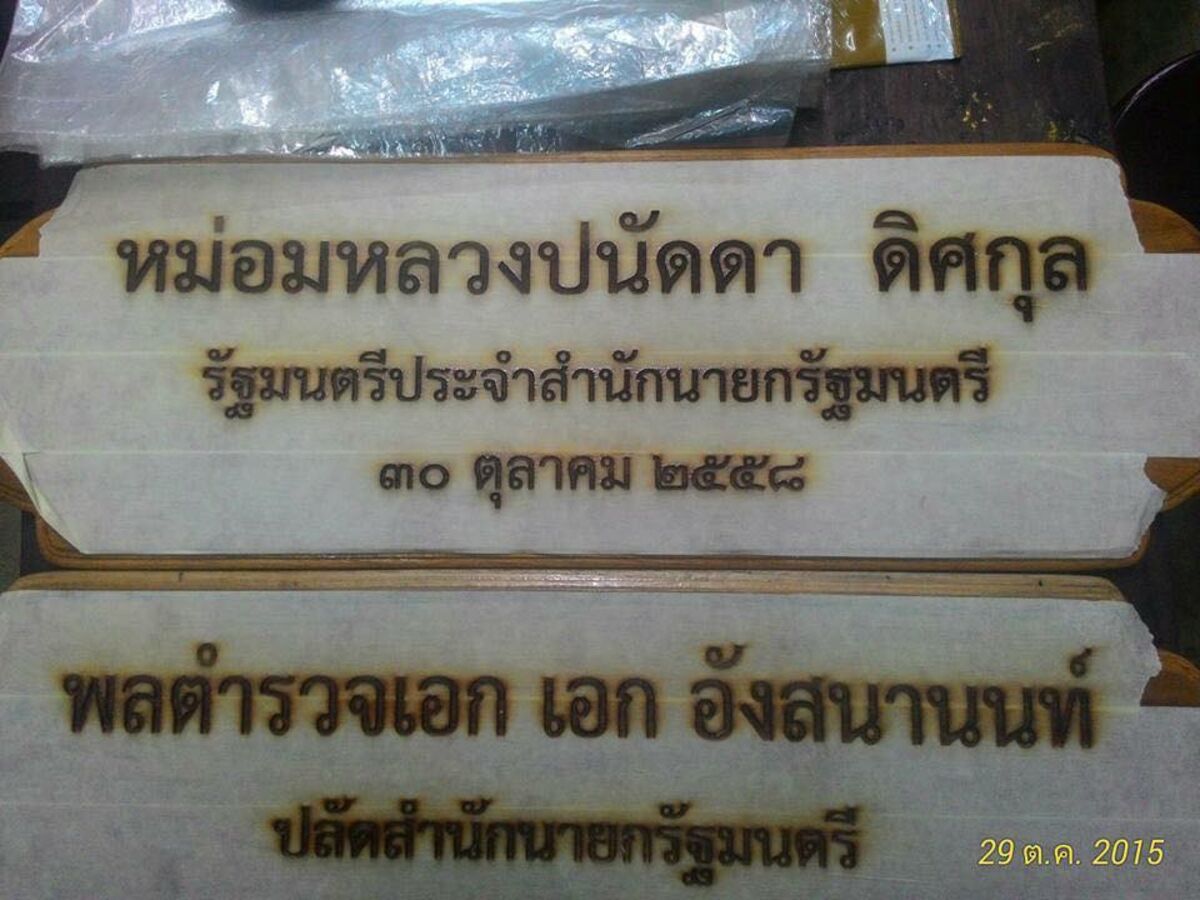 หม่อมหลวงปนัดดา ดิศกุล
รัฐมนตรีประจำสำนักนายกรัฐมนตรี
๓๐ ตุลาคม ๒๕๕๘
พลตำรวจเอก เอก อังสนานนท์
ปลัดสำนักนายกรัฐมนตรี
29 ต.ค. 2015